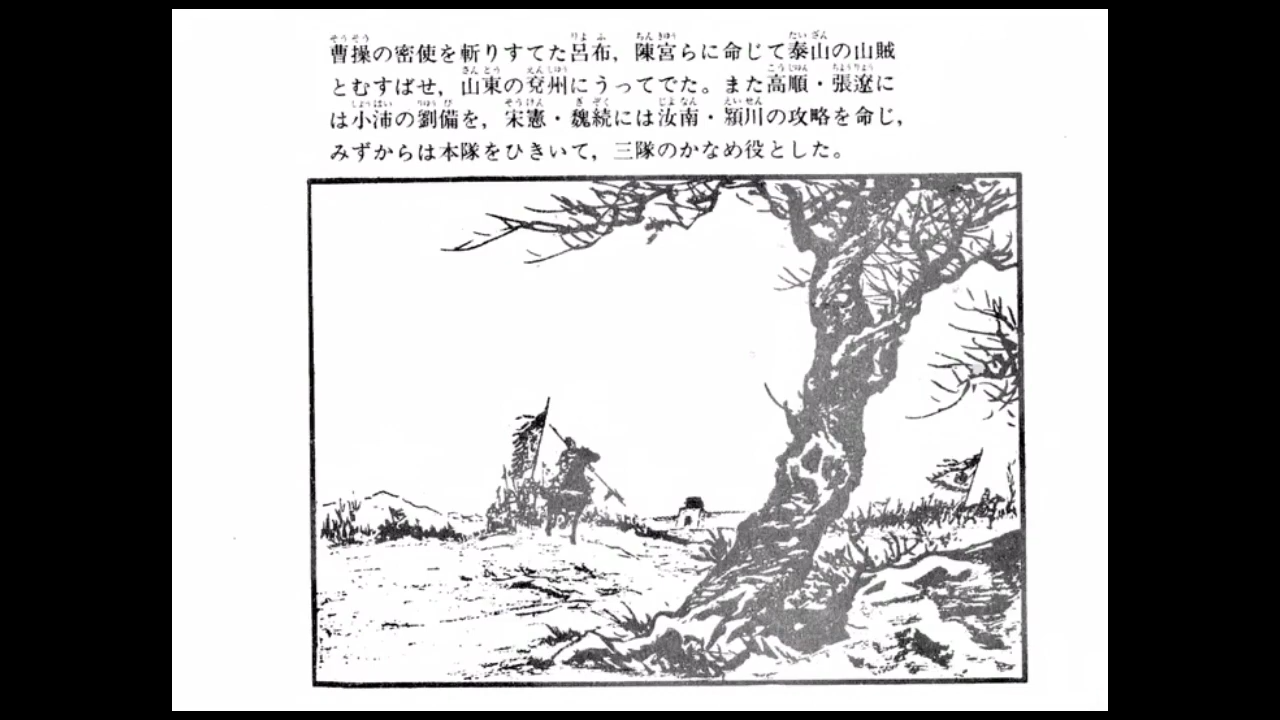 曹操の密使を斬りすてた呂布，陳宮らに命じて泰山の山賊
とむすばせ，山東の兗州にうってでた。また高順・張遼に
は小沛の劉備を，宋憲・魏続には汝南・潁川の攻略を命じ，
みずからは本隊をひきいて，三隊のかなめ役とした。